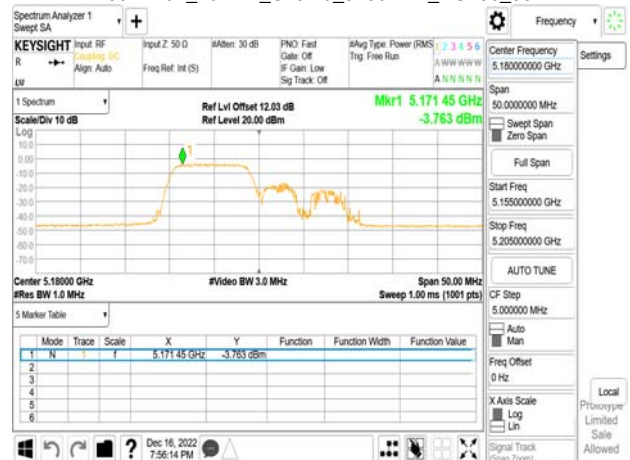 Spectrum Analyzer 1
Swept SA
+
Frequency
KEYSIGHT
R
Input: RF
Coupling: DC
Align: Auto
Input Z: 50 Ω
Freq Ref: Int (S)
#Atten: 30 dB
PNO: Fast
Gate: Off
IF Gain: Low
Sig Track: Off
#Avg Type: Power (RMS
Trig: Free Run
1 2 3 4 5 6
A W W W W W
A N N N N N
Center Frequency
5.180000000 GHz
Settings
1 Spectrum
Scale/Div 10 dB
Ref Lvl Offset 12.03 dB
Ref Level 20.00 dBm
Mkr1 5.171 45 GHz
-3.763 dBm
Span
50.0000000 MHz
Swept Span
Zero Span
Full Span
Start Freq
5.155000000 GHz
Stop Freq
5.205000000 GHz
AUTO TUNE
CF Step
5.000000 MHz
Auto
Man
Freq Offset
0 Hz
X Axis Scale
Log
Lin
Signal Track
(Span Zoom)
Log
10.0
0.00
-10.0
-20.0
-30.0
-40.0
-50.0
-60.0
-70.0
1
Center 5.18000 GHz
#Res BW 1.0 MHz
#Video BW 3.0 MHz
Span 50.00 MHz
Sweep 1.00 ms (1001 pts)
5 Marker Table
Mode Trace Scale X Y Function Function Width Function Value
1 N 1 f 5.171 45 GHz -3.763 dBm
2
3
4
5
6
Local
Prototype
Limited
Sale
Allowed
?
Dec 16, 2022
7:56:14 PM